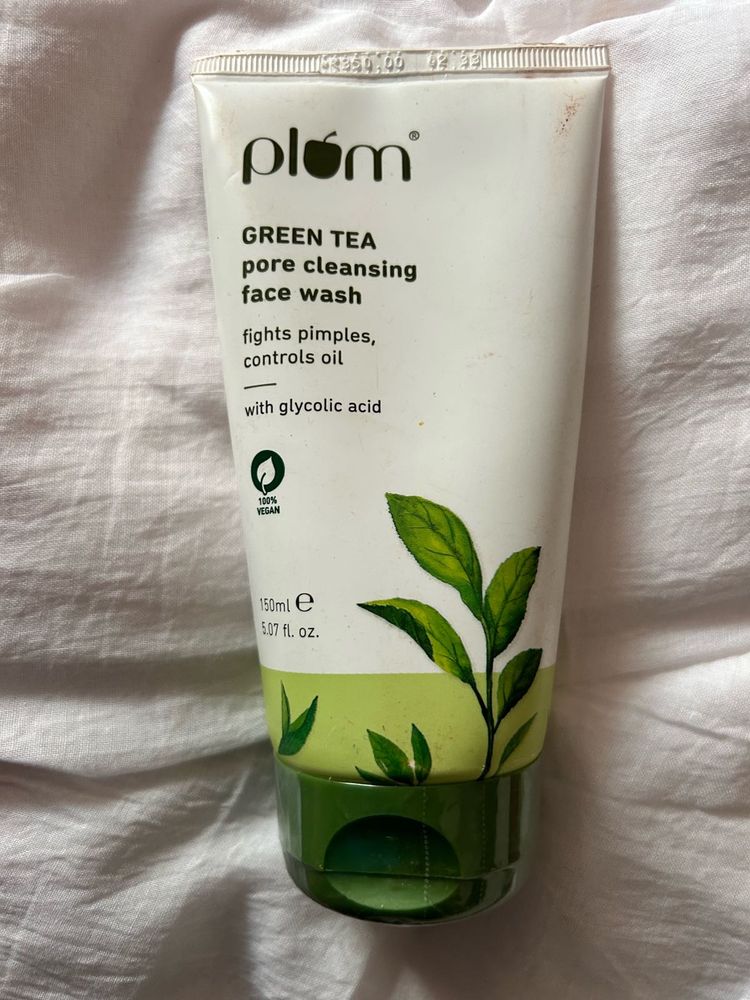 plum®
GREEN TEA
pore cleansing
face wash
fights pimples,
controls oil
with glycolic acid
100%
VEGAN
150ml e
5.07 fl. oz.